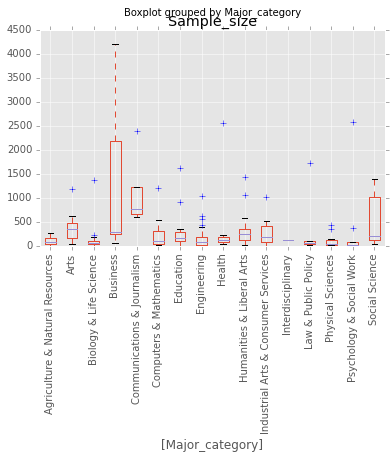 Boxplot grouped by Major_category
Sample_size
4500
4000
3500
3000
2500
2000
1500
1000
500
0
Agriculture & Natural Resources
Arts
Biology & Life Science
Business
Communications & Journalism
Computers & Mathematics
Education
Engineering
Health
Humanities & Liberal Arts
Industrial Arts & Consumer Services
Interdisciplinary
Law & Public Policy
Physical Sciences
Psychology & Social Work
Social Science
[Major_category]